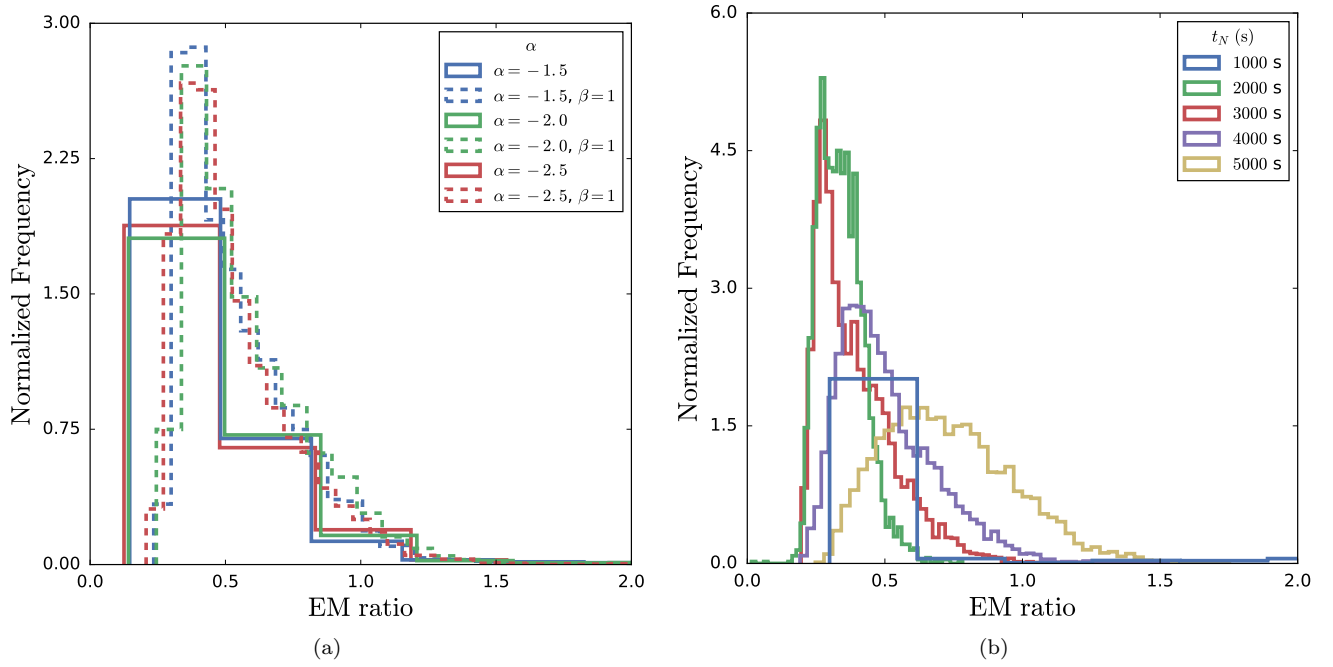 3.00
2.25
1.50
0.75
0.00
Normalized Frequency
0.0
0.5
1.0
1.5
2.0
EM ratio
α
α = −1.5
α = −1.5, β = 1
α = −2.0
α = −2.0, β = 1
α = −2.5
α = −2.5, β = 1
(a)
6.0
4.5
3.0
1.5
0.0
Normalized Frequency
0.0
0.5
1.0
1.5
2.0
EM ratio
t_N (s)
1000 s
2000 s
3000 s
4000 s
5000 s
(b)